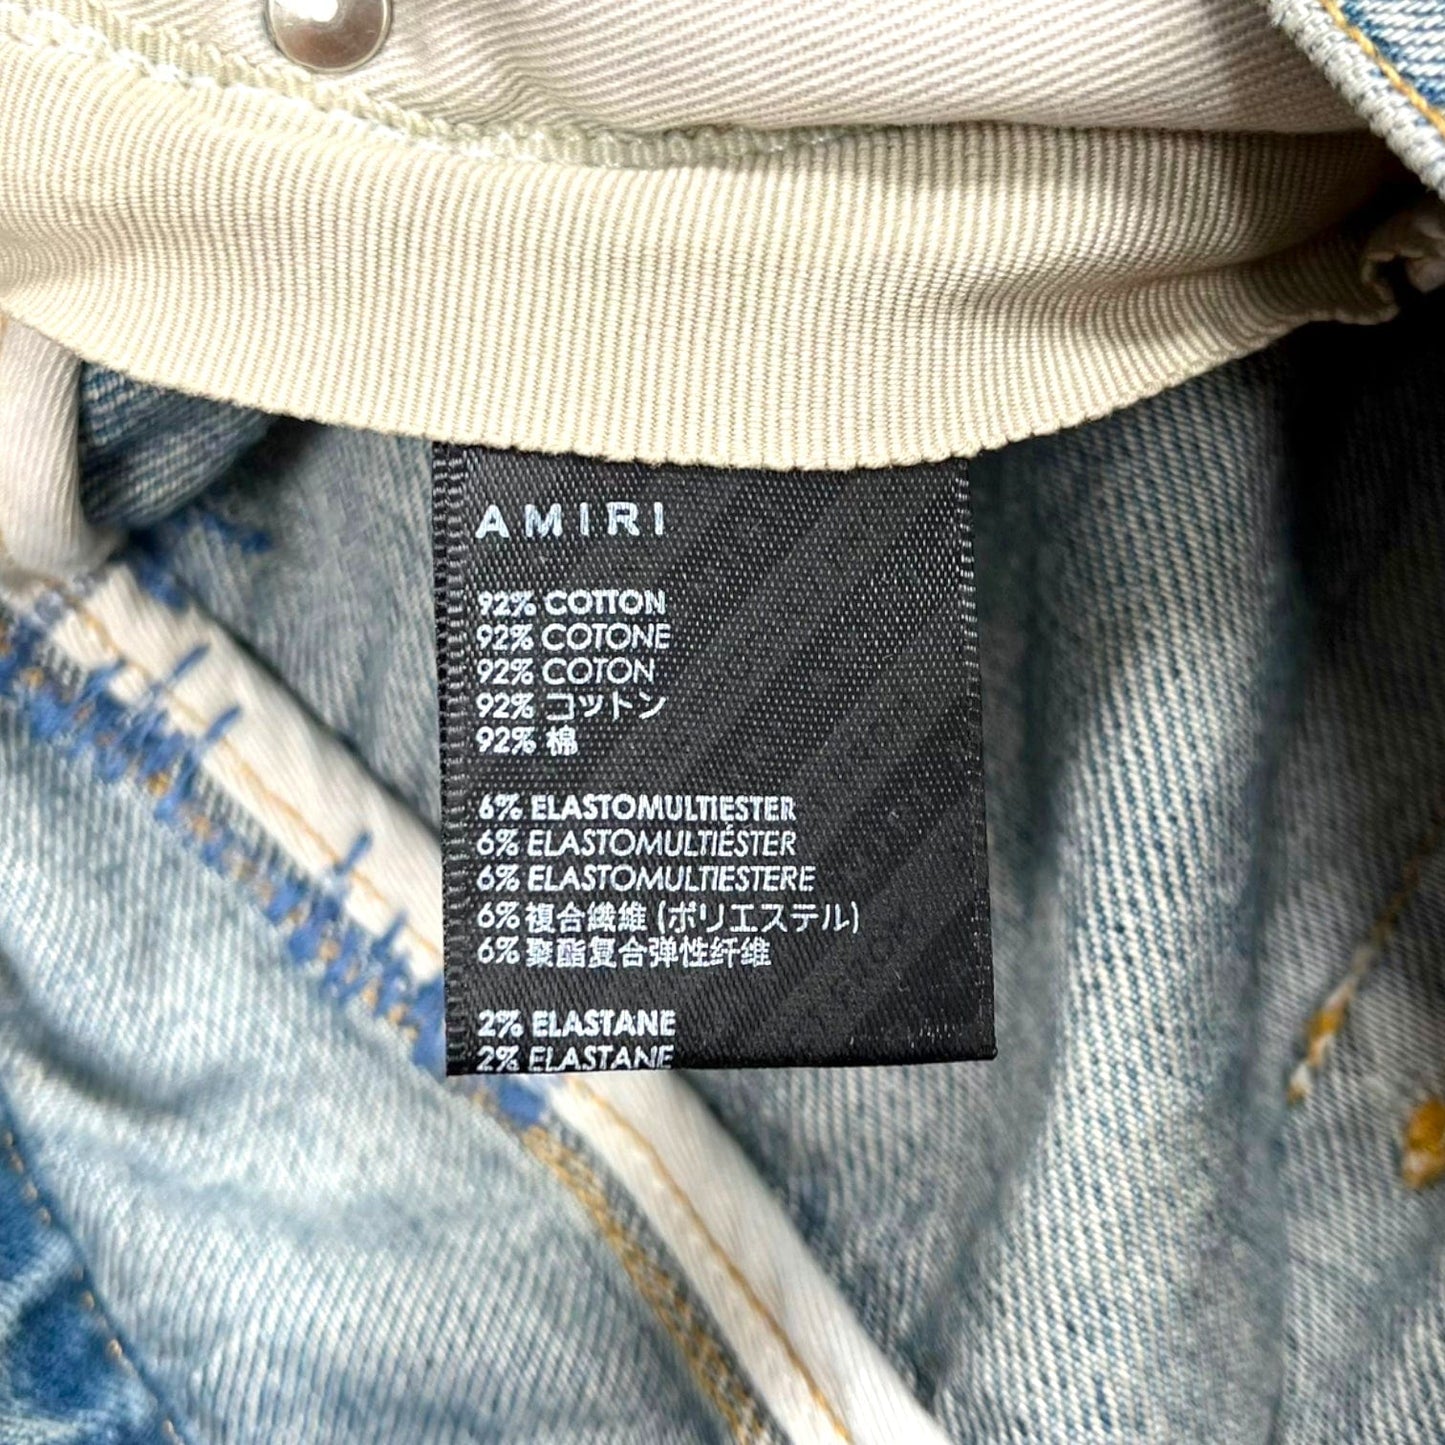 AMIRI
92% COTTON
92% COTONE
92% COTON
92% コットン
92% 棉
6% ELASTOMULTIESTER
6% ELASTOMULTIÉSTER
6% ELASTOMULTIESTERE
6% 複合繊維 (ポリエステル)
6% 聚酯复合弹性纤维
2% ELASTANE
2% ELASTANE